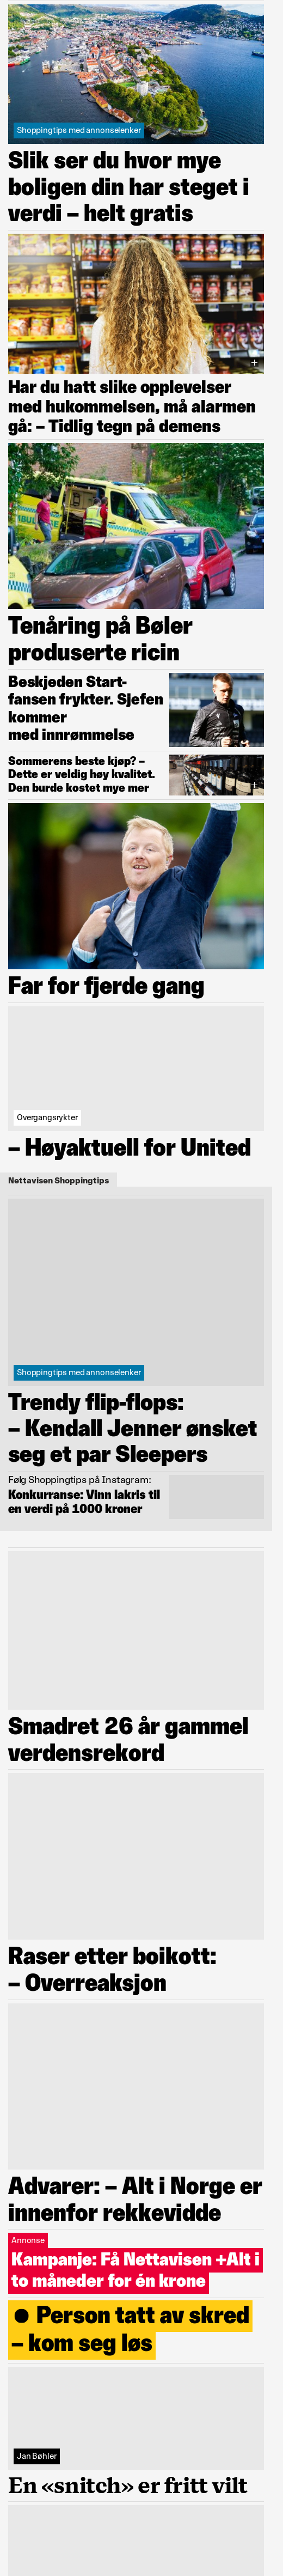 Shoppingtips med annonselenker
Slik ser du hvor mye
boligen din har steget i
verdi – helt gratis
Har du hatt slike opplevelser
med hukommelsen, må alarmen
gå: – Tidlig tegn på demens
Tenåring på Bøler
produserte ricin
Beskjeden Start-
fansen frykter. Sjefen
kommer
med innrømmelse
Sommerens beste kjøp? –
Dette er veldig høy kvalitet.
Den burde kostet mye mer
Far for fjerde gang
Overgangsrykter
– Høyaktuell for United
Nettavisen Shoppingtips
Shoppingtips med annonselenker
Trendy flip-flops:
– Kendall Jenner ønsket
seg et par Sleepers
Følg Shoppingtips på Instagram:
Konkurranse: Vinn lakris til
en verdi på 1000 kroner
Smadret 26 år gammel
verdensrekord
Raser etter boikott:
– Overreaksjon
Advarer: – Alt i Norge er
innenfor rekkevidde
Annonse
Kampanje: Få Nettavisen +Alt i
to måneder for én krone
● Person tatt av skred
– kom seg løs
Jan Bøhler
En «snitch» er fritt vilt